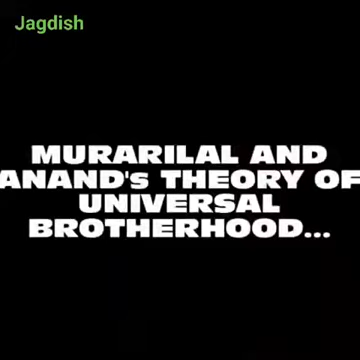 Jagdish
MURARILAL AND
ANAND's THEORY OF
UNIVERSAL
BROTHERHOOD...